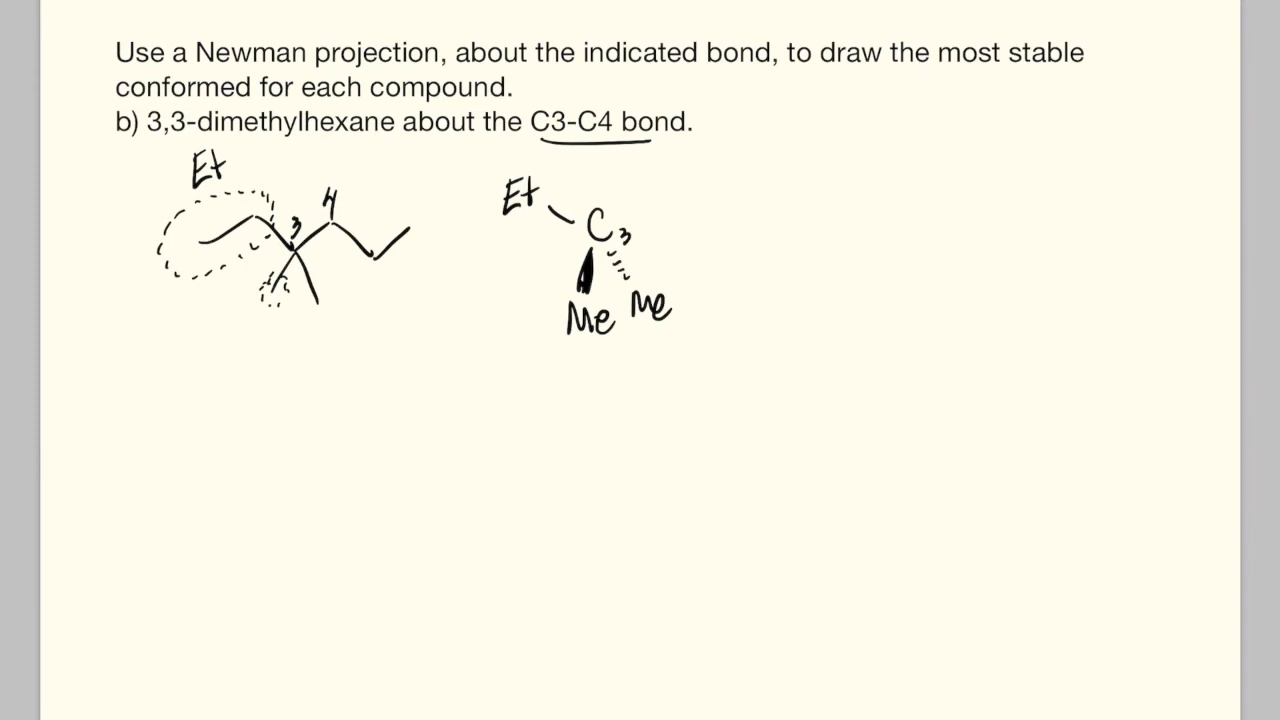 Use a Newman projection, about the indicated bond, to draw the most stable
conformed for each compound.
b) 3,3-dimethylhexane about the C3-C4 bond.
Et
4
3
Et
C3
Me Me